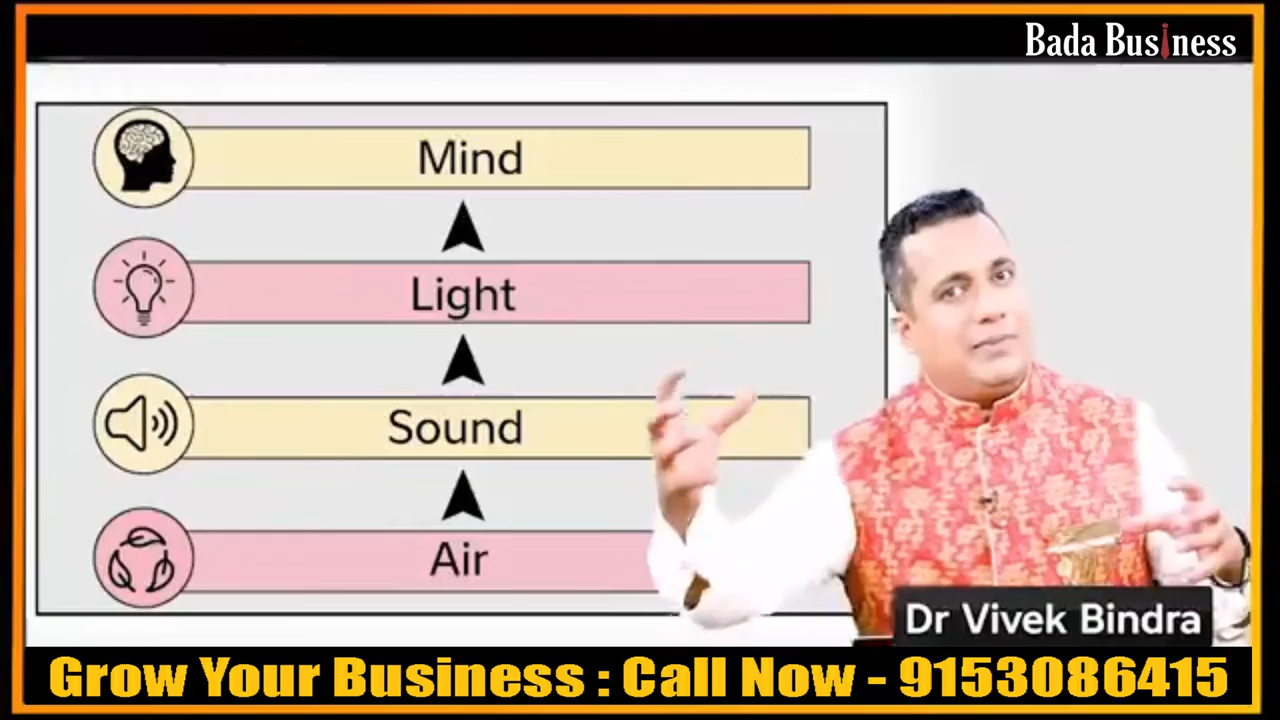 Bada Business
Mind
Light
Sound
Air
Dr Vivek Bindra
Grow Your Business : Call Now - 9153086415